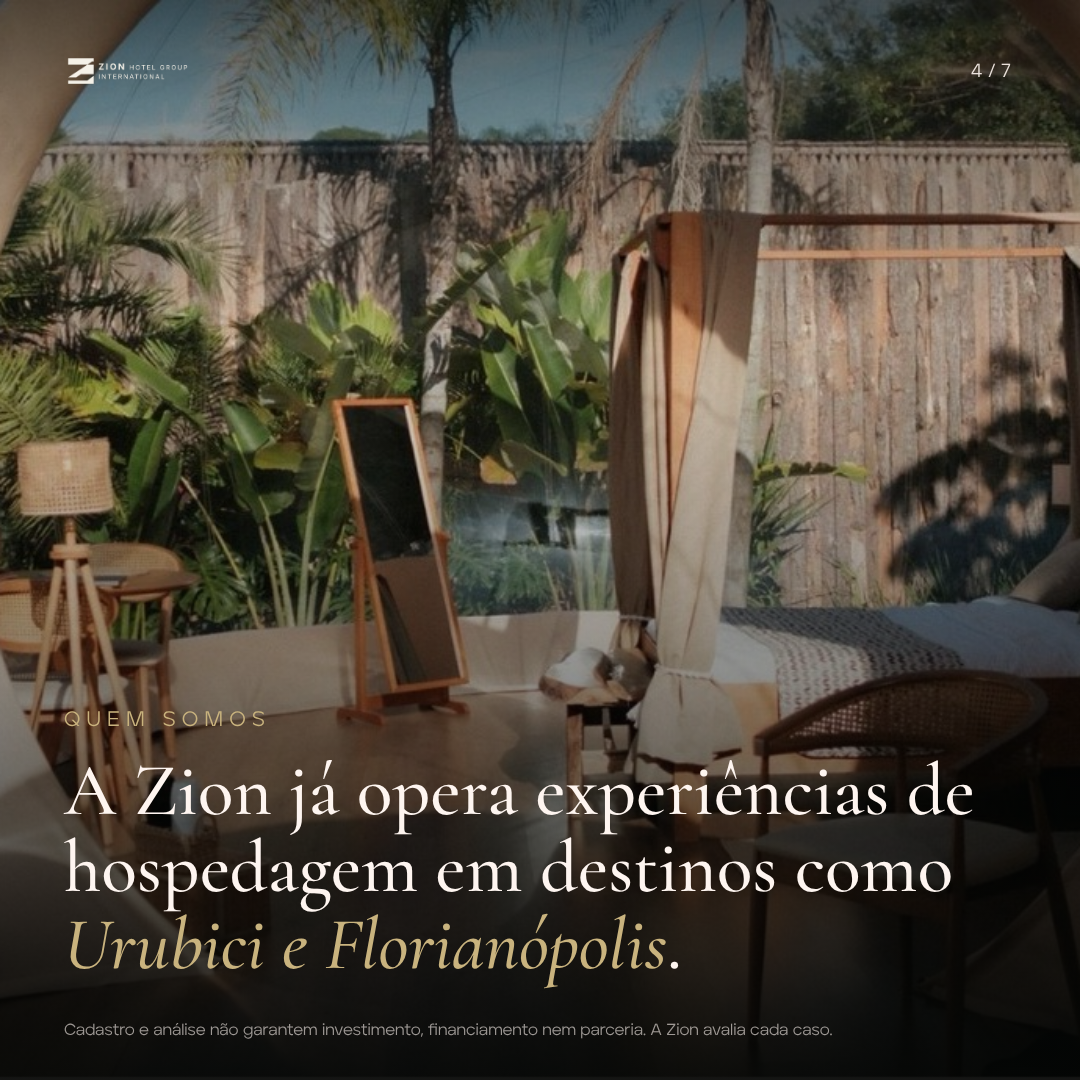 ZION HOTEL GROUP
INTERNATIONAL
4 / 7
QUEM SOMOS
A Zion já opera experiências de
hospedagem em destinos como
Urubici e Florianópolis.
Cadastro e análise não garantem investimento, financiamento nem parceria. A Zion avalia cada caso.